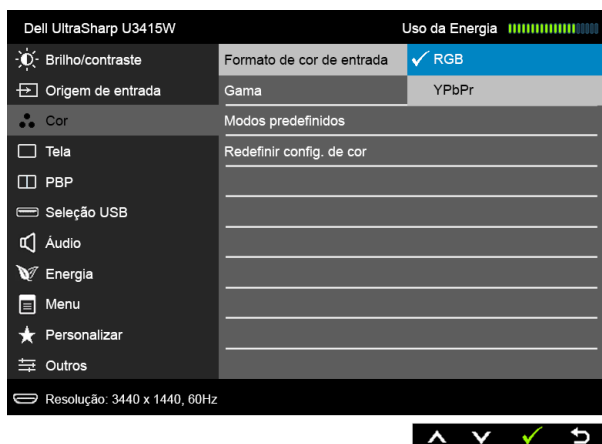 Dell UltraSharp U3415W
Uso da Energia
Brilho/contraste
Formato de cor de entrada
RGB
Origem de entrada
Gama
YPbPr
Cor
Modos predefinidos
Tela
Redefinir config. de cor
PBP
Seleção USB
Áudio
Energia
Menu
Personalizar
Outros
Resolução: 3440 x 1440, 60Hz